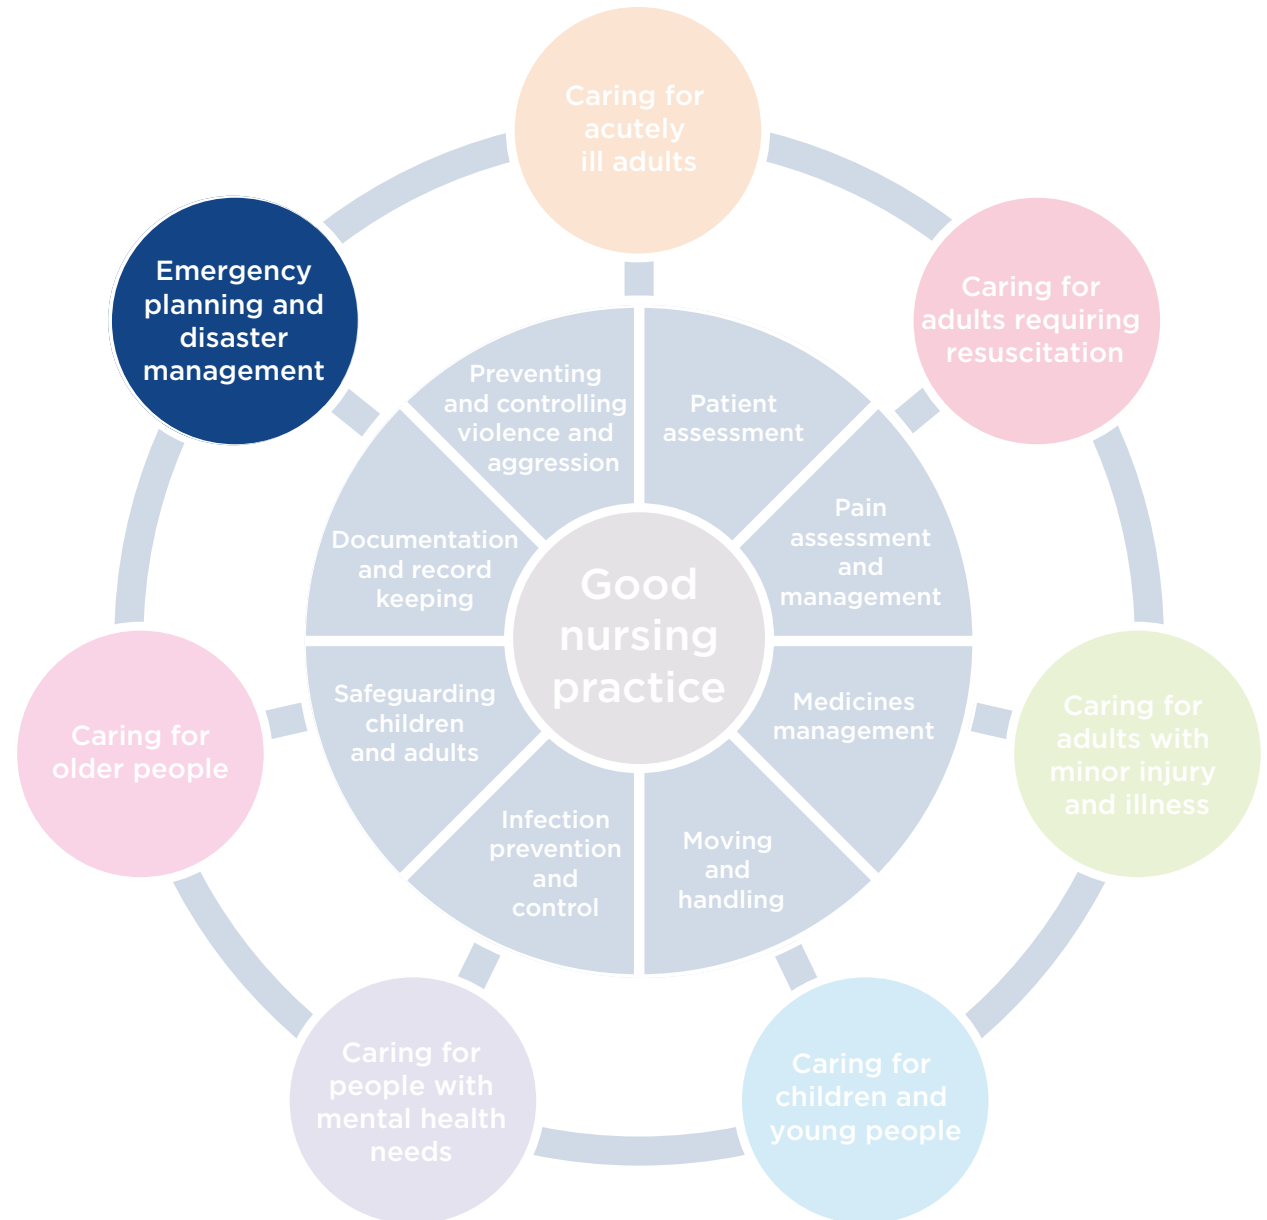 Caring for
acutely
ill adults
Emergency
planning and
disaster
management
Caring for
adults requiring
resuscitation
Preventing
and controlling
violence and
aggression
Patient
assessment
Pain
assessment
and
management
Documentation
and record
keeping
Good
nursing
practice
Safeguarding
children
and adults
Medicines
management
Caring for
older people
Caring for
adults with
minor injury
and illness
Infection
prevention
and
control
Moving
and
handling
Caring for
people with
mental health
needs
Caring for
children and
young people